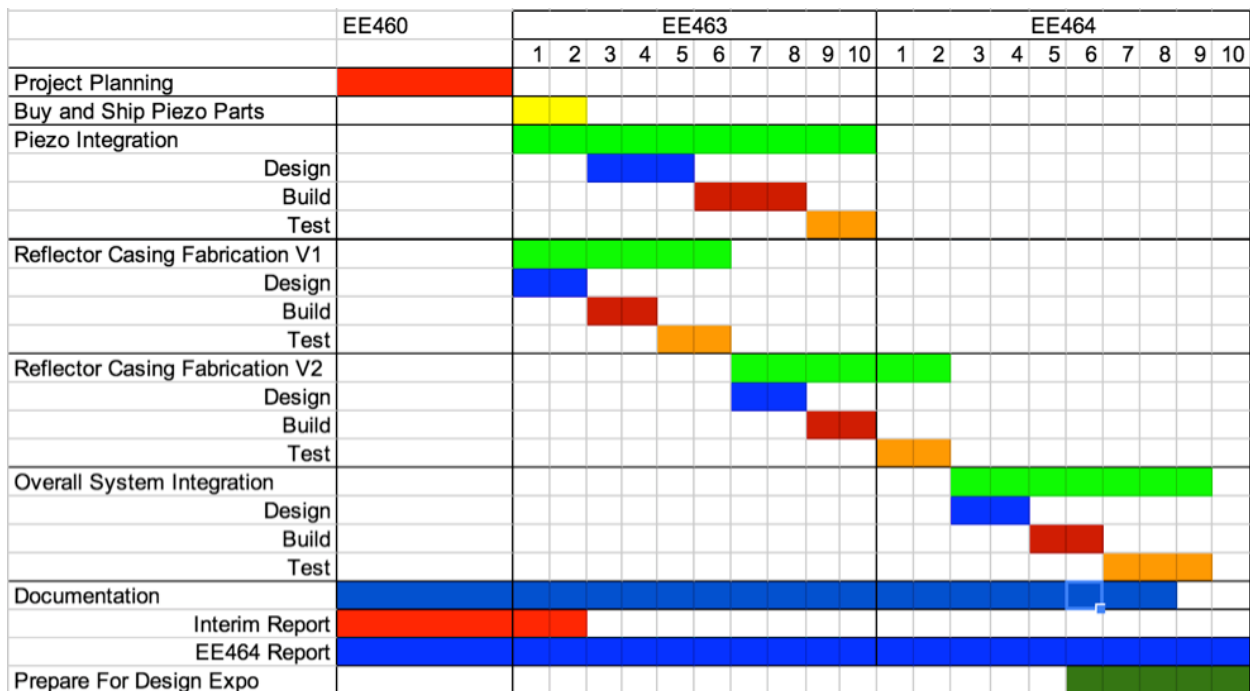 EE460 EE463 EE464
1 2 3 4 5 6 7 8 9 10 1 2 3 4 5 6 7 8 9 10
Project Planning
Buy and Ship Piezo Parts
Piezo Integration
Design
Build
Test
Reflector Casing Fabrication V1
Design
Build
Test
Reflector Casing Fabrication V2
Design
Build
Test
Overall System Integration
Design
Build
Test
Documentation
Interim Report
EE464 Report
Prepare For Design Expo